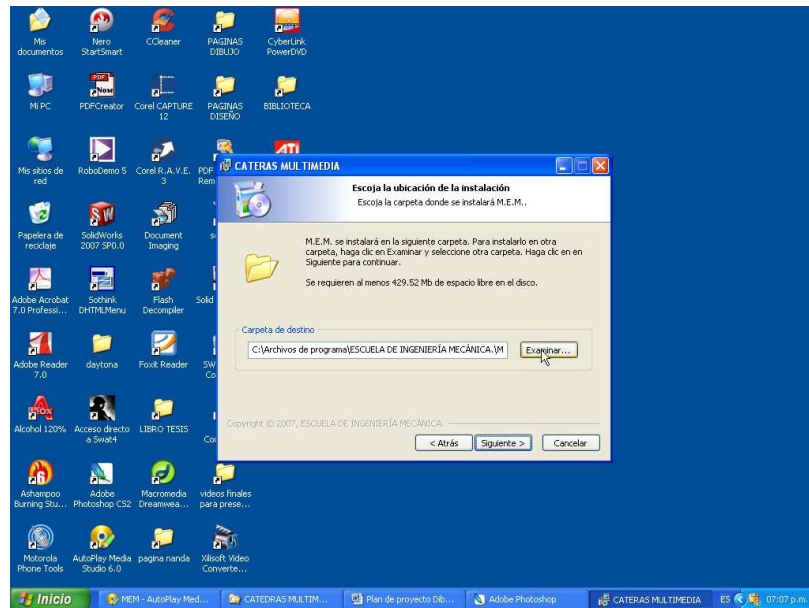 Mis documentos
Nero StartSmart
CCleaner
PAGINAS DIBUJO
CyberLink PowerDVD
Mi PC
PDFCreator
Corel CAPTURE 12
PAGINAS DISEÑO
BIBLIOTECA
Mis sitios de red
RoboDemo 5
Corel R.A.V.E. 3
PDF
Rem
ATI
Papelera de reciclaje
SolidWorks 2007 SP0.0
Document Imaging
Adobe Acrobat 7.0 Professi...
Sothink DHTMLMenu
Flash Decompiler
Solid
Adobe Reader 7.0
daytona
Foxit Reader
SW
Co
Alcohol 120%
Acceso directo a Swat4
LIBRO TESIS
Cou
Ashampoo Burning Stu...
Adobe Photoshop CS2
Macromedia Dreamwea...
videos finales para prese...
Motorola Phone Tools
AutoPlay Media Studio 6.0
pagina nanda
Xilisoft Video Converte...
CATERAS MULTIMEDIA
Escoja la ubicación de la instalación
Escoja la carpeta donde se instalará M.E.M..
M.E.M. se instalará en la siguiente carpeta. Para instalarlo en otra
carpeta, haga clic en Examinar y seleccione otra carpeta. Haga clic en en
Siguiente para continuar.
Se requieren al menos 429.52 Mb de espacio libre en el disco.
Carpeta de destino
C:\Archivos de programa\ESCUELA DE INGENIERÍA MECÁNICA.\M
Examinar...
Copyright © 2007, ESCUELA DE INGENIERÍA MECÁNICA.
< Atrás
Siguiente >
Cancelar
Inicio
MEM - AutoPlay Med...
CATEDRAS MULTIM...
Plan de proyecto Dib...
Adobe Photoshop
CATERAS MULTIMEDIA
ES
07:07 p.m.